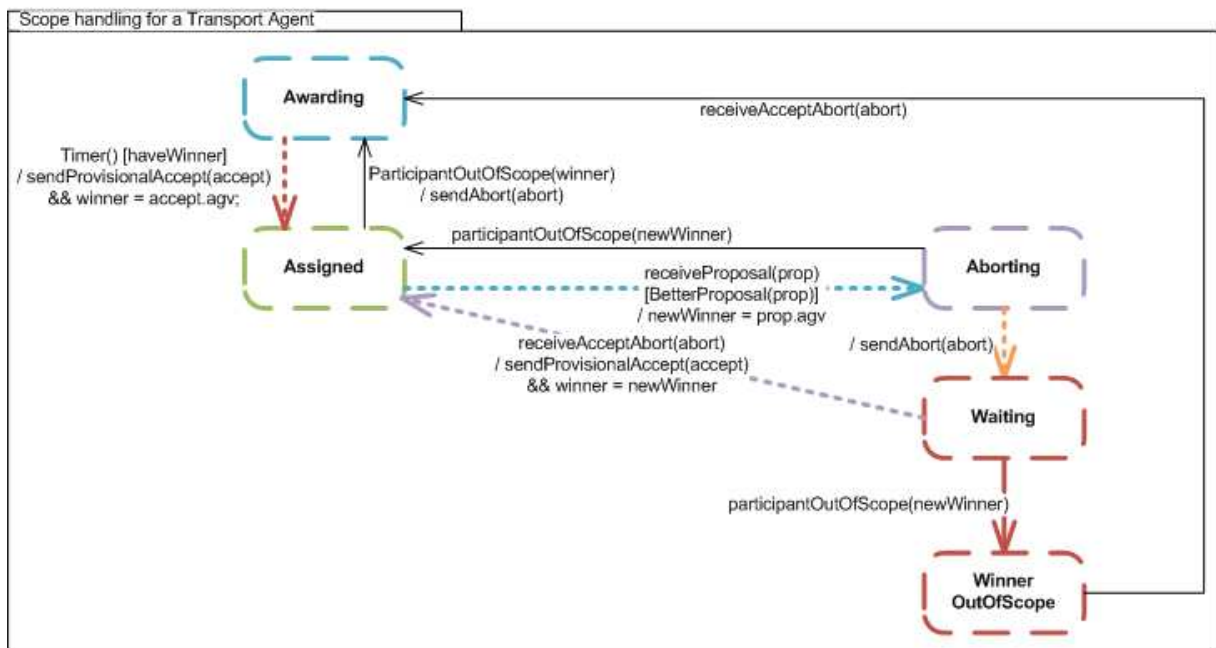 Scope handling for a Transport Agent
Awarding
receiveAcceptAbort(abort)
Timer() [haveWinner]
/ sendProvisionalAccept(accept)
&& winner = accept.agv;
ParticipantOutOfScope(winner)
/ sendAbort(abort)
participantOutOfScope(newWinner)
Assigned
Aborting
receiveProposal(prop)
[BetterProposal(prop)]
/ newWinner = prop.agv
receiveAcceptAbort(abort)
/ sendProvisionalAccept(accept)
&& winner = newWinner
/ sendAbort(abort)
Waiting
participantOutOfScope(newWinner)
Winner
OutOfScope